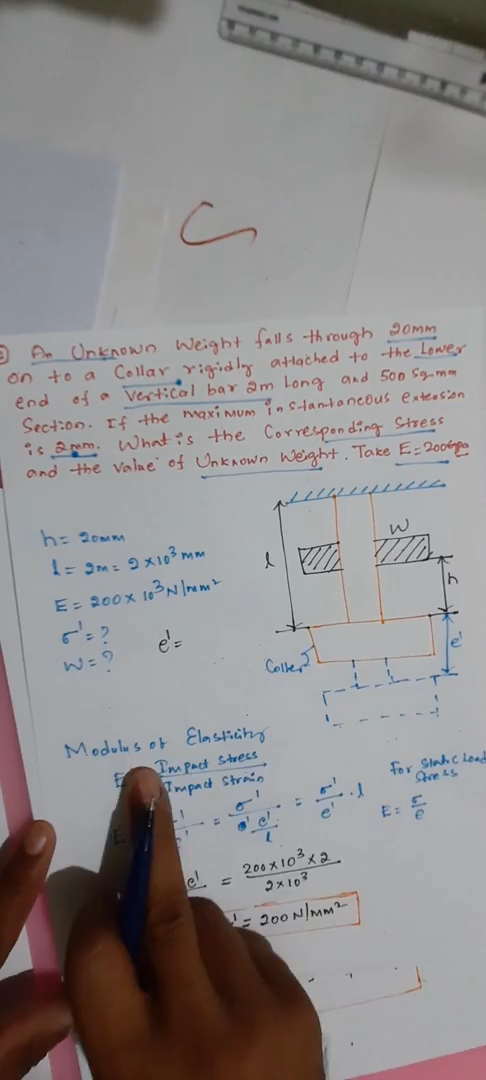 An Unknown Weight falls through 20mm
on to a Collar rigidly attached to the Lower
end of a Vertical bar 2m Long and 500 Sq.mm
Section. If the maximum instantaneous extension
is 2mm. What is the Corresponding Stress
and the value of Unknown Weight. Take E=200Gpa
h = 20mm
l = 2m = 2×10³ mm
E = 200×10³ N/mm²
σ' = ?
W = ?
e' =
l
W
h
e'
Coller
Modulus of Elasticity
Impact Stress
Impact Strain
= σ' / e'/l = σ'/e' . l
For Static Load
Stress
E = σ/e
e' = 200×10³×2 / 2×10³
= 200 N/mm²